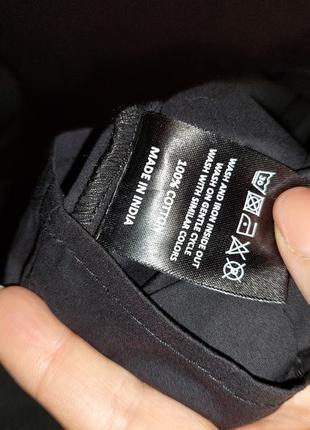 WASH AND IRON INSIDE OUT
WASH ON GENTLE CYCLE
WASH WITH SIMILAR COLORS
100% COTTON
MADE IN INDIA